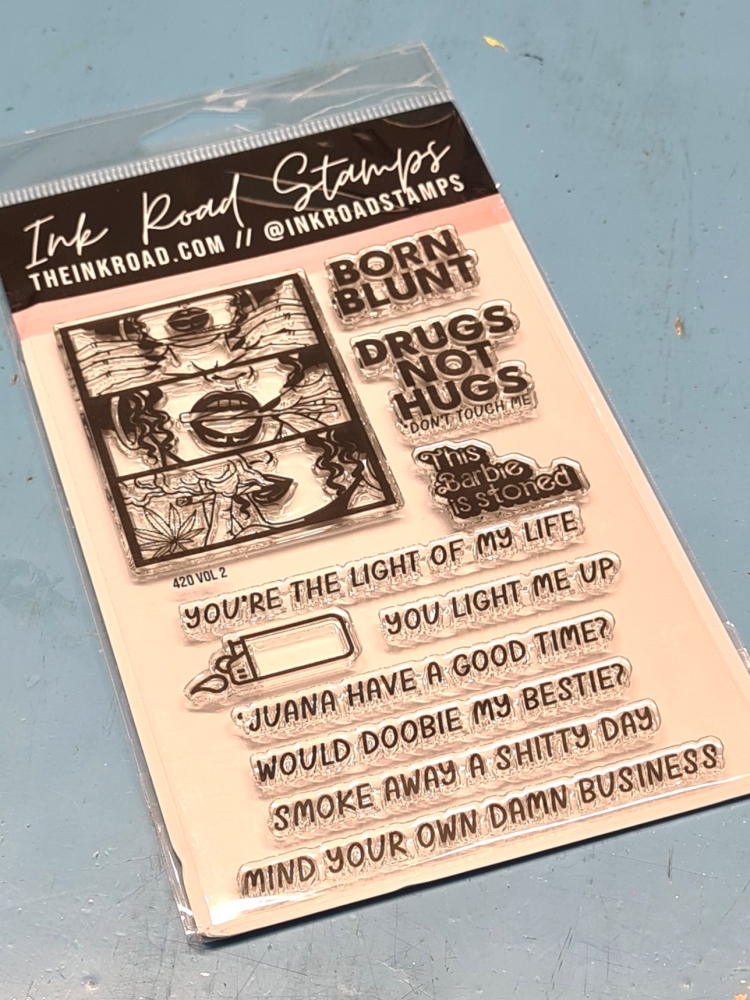 Ink Road Stamps
THEINKROAD.COM // @INKROADSTAMPS
BORN
BLUNT
DRUGS
NOT
HUGS
*DON'T TOUCH ME
This
Barbie
is stoned
420 VOL 2
YOU'RE THE LIGHT OF MY LIFE
YOU LIGHT ME UP
'JUANA HAVE A GOOD TIME?
WOULD DOOBIE MY BESTIE?
SMOKE AWAY A SHITTY DAY
MIND YOUR OWN DAMN BUSINESS